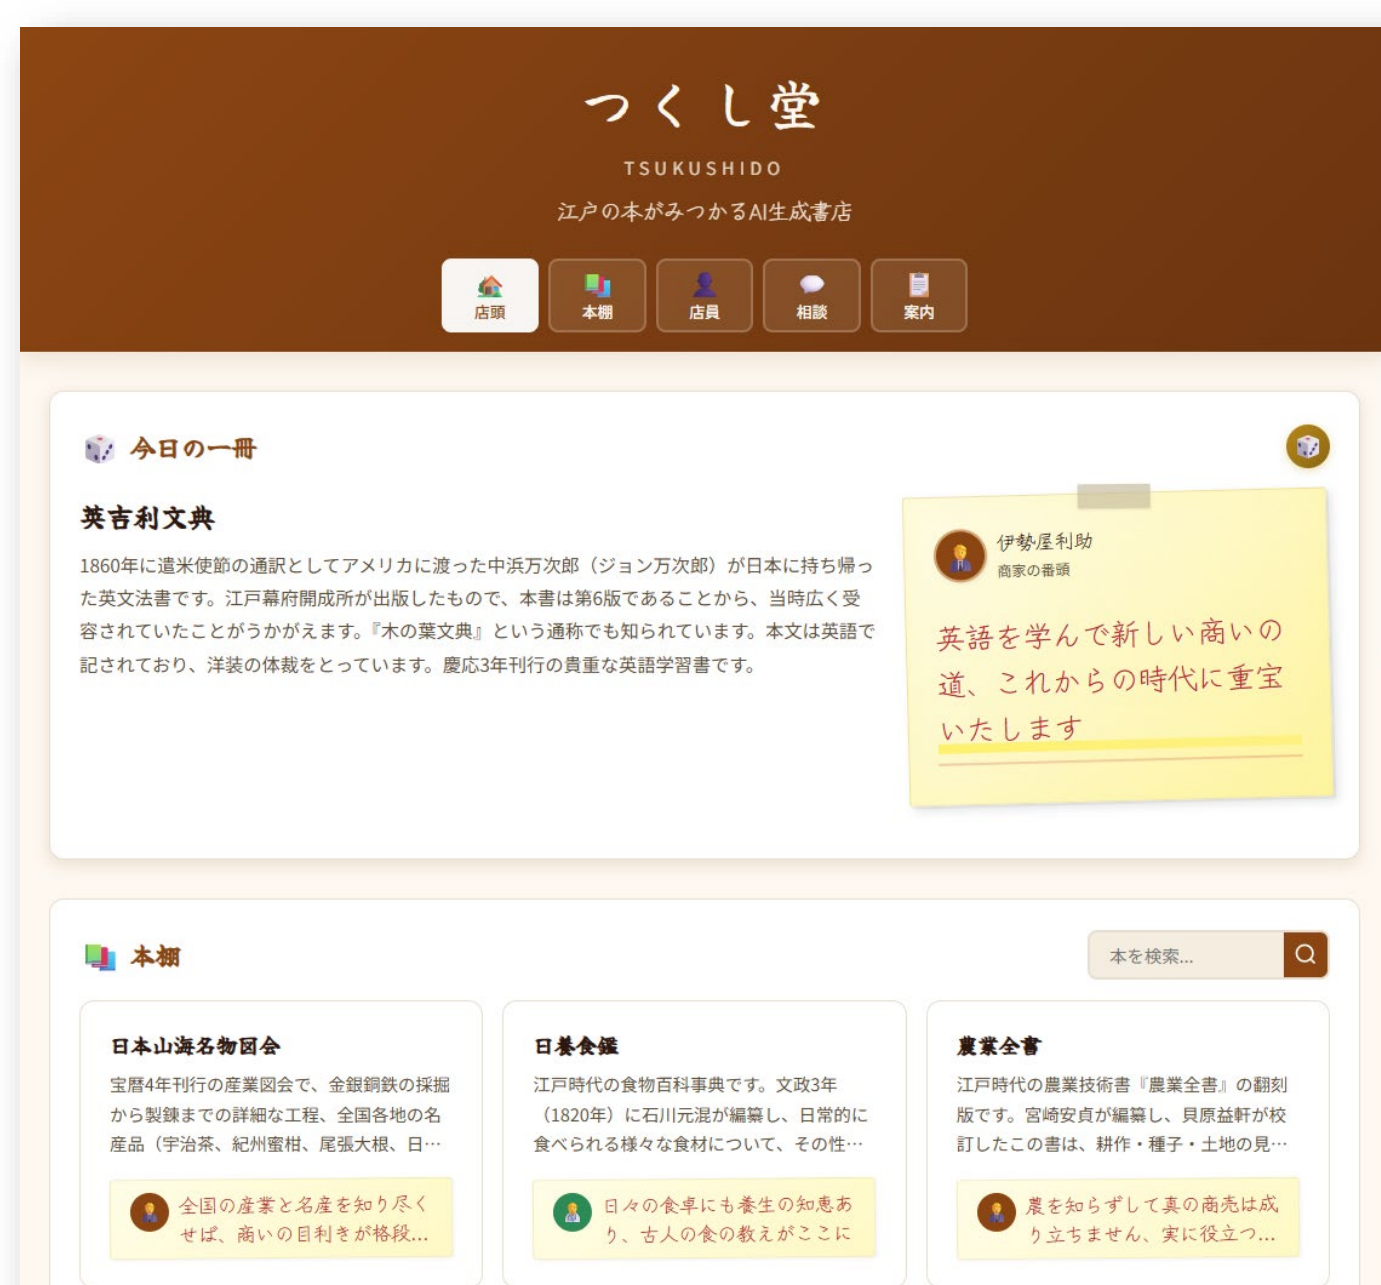 つくし堂
TSUKUSHIDO
江戸の本がみつかるAI生成書店
店頭
本棚
店員
相談
案内
今日の一冊
英吉利文典
1860年に遣米使節の通訳としてアメリカに渡った中浜万次郎（ジョン万次郎）が日本に持ち帰っ
た英文法書です。江戸幕府開成所が出版したもので、本書は第6版であることから、当時広く受
容されていたことがうかがえます。『木の葉文典』という通称でも知られています。本文は英語で
記されており、洋装の体裁をとっています。慶応3年刊行の貴重な英語学習書です。
伊勢屋利助
商家の番頭
英語を学んで新しい商いの
道、これからの時代に重宝
いたします
本棚
本を検索...
日本山海名物図会
宝暦4年刊行の産業図会で、金銀銅鉄の採掘
から製錬までの詳細な工程、全国各地の名
産品（宇治茶、紀州蜜柑、尾張大根、日…
全国の産業と名産を知り尽く
せば、商いの目利きが格段...
日養食鑑
江戸時代の食物百科事典です。文政3年
（1820年）に石川元混が編纂し、日常的に
食べられる様々な食材について、その性…
日々の食卓にも養生の知恵あ
り、古人の食の教えがここに
農業全書
江戸時代の農業技術書『農業全書』の翻刻
版です。宮崎安貞が編纂し、貝原益軒が校
訂したこの書は、耕作・種子・土地の見…
農を知らずして真の商売は成
り立ちません、実に役立つ...